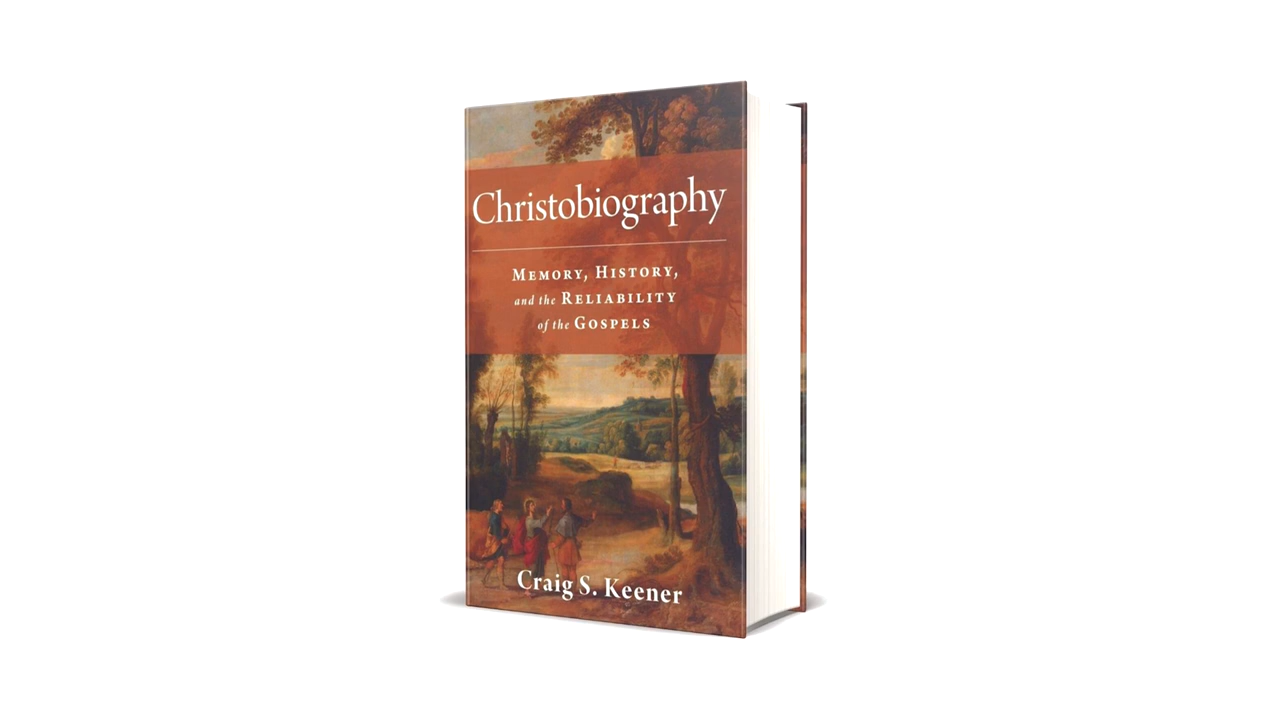 Christobiography
Memory, History,
and the Reliability
of the Gospels
Craig S. Keener